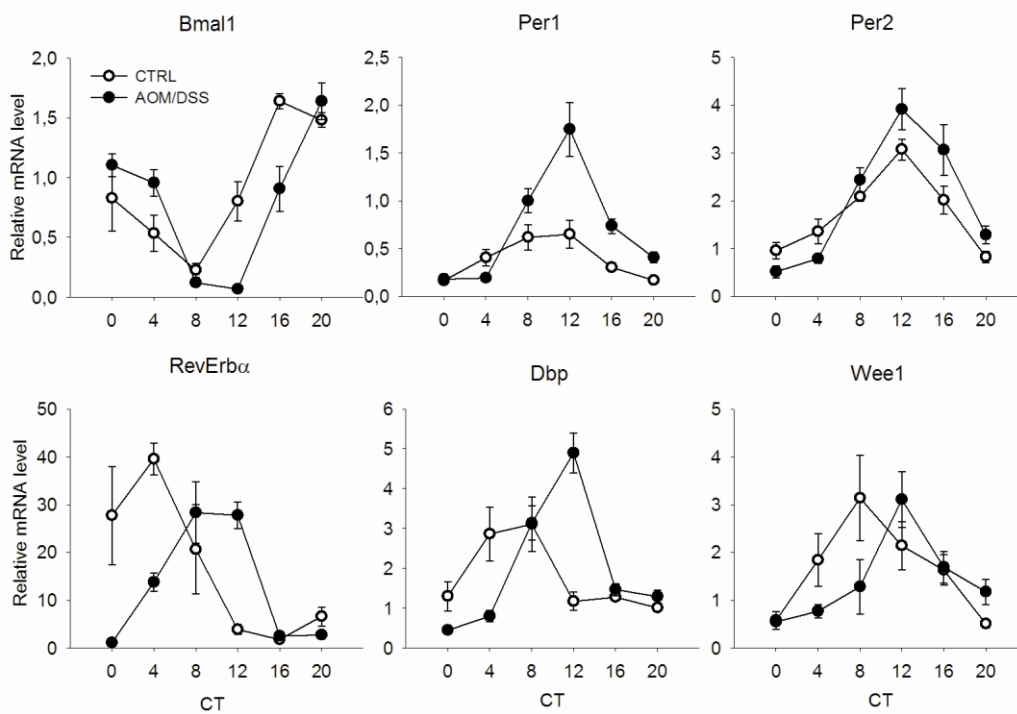 Bmal1
Per1
Per2
Relative mRNA level
2,0
1,5
1,0
0,5
0,0
CTRL
AOM/DSS
0 4 8 12 16 20
2,5
2,0
1,5
1,0
0,5
0,0
0 4 8 12 16 20
5
4
3
2
1
0
0 4 8 12 16 20
RevErbα
Dbp
Wee1
Relative mRNA level
50
40
30
20
10
0
0 4 8 12 16 20
CT
6
5
4
3
2
1
0
0 4 8 12 16 20
CT
5
4
3
2
1
0
0 4 8 12 16 20
CT